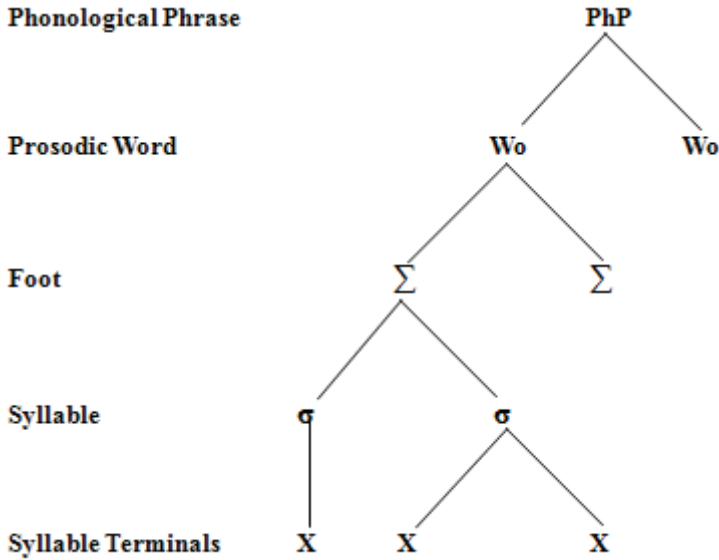 Phonological Phrase PhP
Prosodic Word Wo Wo
Foot ∑ ∑
Syllable σ σ
Syllable Terminals X X X